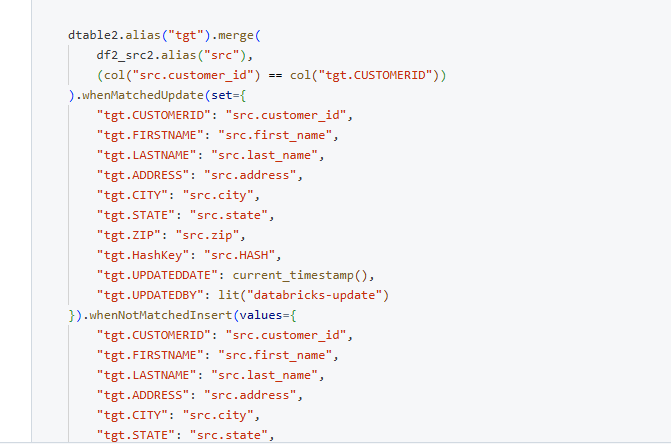 dtable2.alias("tgt").merge(
df2_src2.alias("src"),
(col("src.customer_id") == col("tgt.CUSTOMERID"))
).whenMatchedUpdate(set={
"tgt.CUSTOMERID": "src.customer_id",
"tgt.FIRSTNAME": "src.first_name",
"tgt.LASTNAME": "src.last_name",
"tgt.ADDRESS": "src.address",
"tgt.CITY": "src.city",
"tgt.STATE": "src.state",
"tgt.ZIP": "src.zip",
"tgt.HashKey": "src.HASH",
"tgt.UPDATEDDATE": current_timestamp(),
"tgt.UPDATEDBY": lit("databricks-update")
}).whenNotMatchedInsert(values={
"tgt.CUSTOMERID": "src.customer_id",
"tgt.FIRSTNAME": "src.first_name",
"tgt.LASTNAME": "src.last_name",
"tgt.ADDRESS": "src.address",
"tgt.CITY": "src.city",
"tgt.STATE": "src.state",